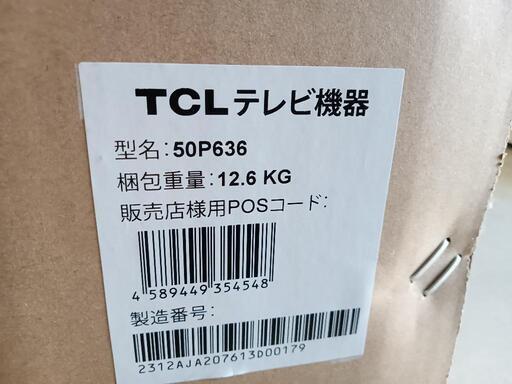 TCLテレビ機器
型名:50P636
梱包重量:12.6 KG
販売店様用POSコード:
4 589449 354548
製造番号:
2312AJA207613D00179